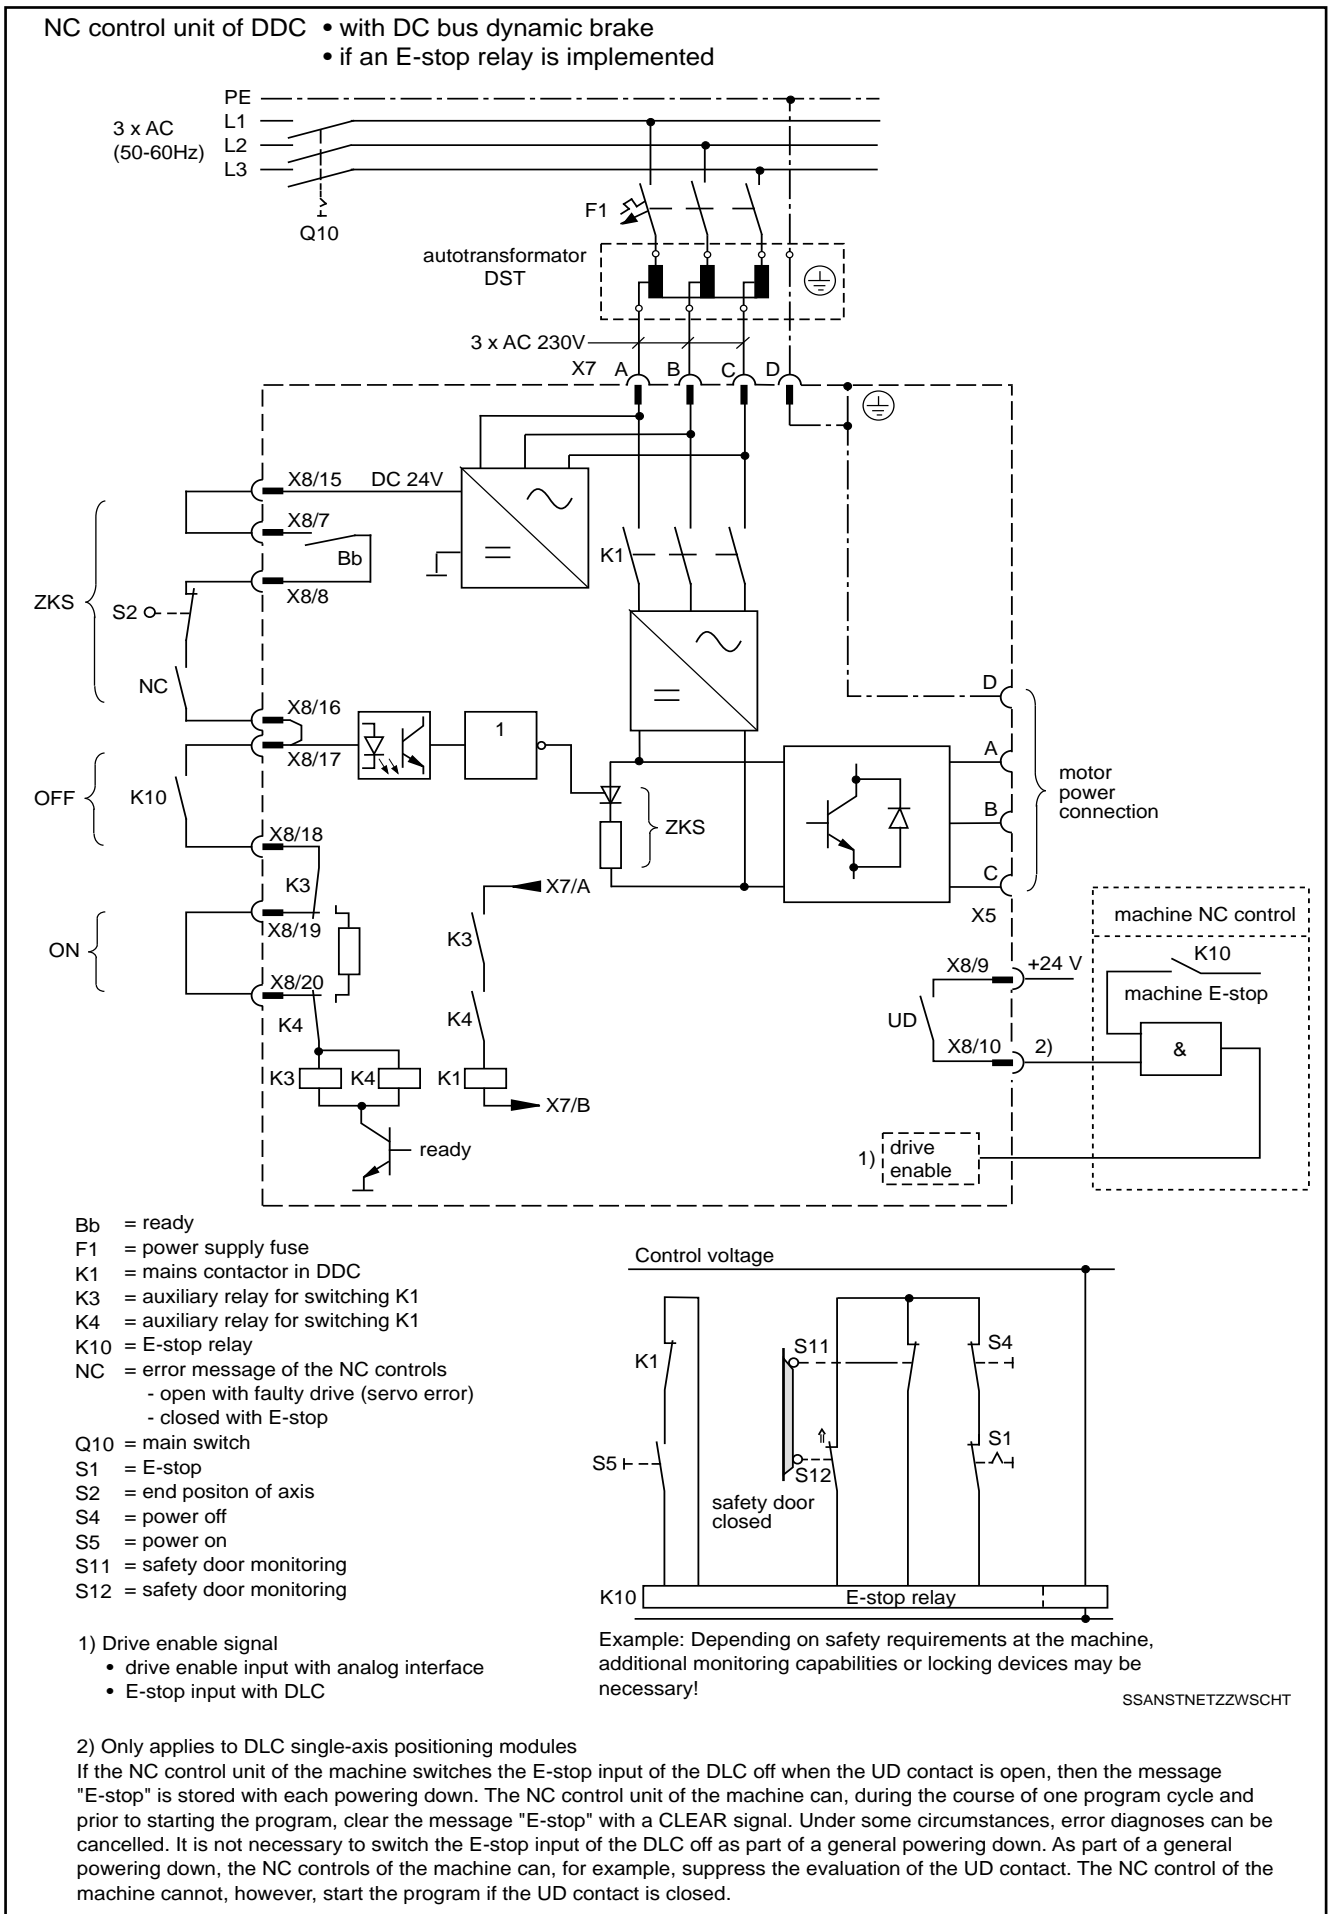 NC control unit of DDC • with DC bus dynamic brake
• if an E-stop relay is implemented
PE
L1
3 x AC
(50-60Hz)
L2
L3
F1
Q10
autotransformator
DST
3 x AC 230V
X7 A B C D
X8/15 DC 24V
X8/7
Bb
K1
X8/8
ZKS
S2
NC
D
X8/16
1
X8/17
A
motor
power
connection
OFF
K10
B
ZKS
X8/18
C
K3
X7/A
X5
machine NC control
X8/19
ON
K3
K10
X8/9 +24 V
X8/20
machine E-stop
K4
K4
UD
X8/10 2)
&
K3 K4 K1
X7/B
ready
1) drive
enable
Bb = ready
F1 = power supply fuse
K1 = mains contactor in DDC
K3 = auxiliary relay for switching K1
K4 = auxiliary relay for switching K1
K10 = E-stop relay
NC = error message of the NC controls
- open with faulty drive (servo error)
- closed with E-stop
Q10 = main switch
S1 = E-stop
S2 = end positon of axis
S4 = power off
S5 = power on
S11 = safety door monitoring
S12 = safety door monitoring
Control voltage
S11
S4
K1
S1
S5
S12
safety door
closed
K10 E-stop relay
1) Drive enable signal
• drive enable input with analog interface
• E-stop input with DLC
Example: Depending on safety requirements at the machine,
additional monitoring capabilities or locking devices may be
necessary!
SSANSTNETZZWSCHT
2) Only applies to DLC single-axis positioning modules
If the NC control unit of the machine switches the E-stop input of the DLC off when the UD contact is open, then the message
"E-stop" is stored with each powering down. The NC control unit of the machine can, during the course of one program cycle and
prior to starting the program, clear the message "E-stop" with a CLEAR signal. Under some circumstances, error diagnoses can be
cancelled. It is not necessary to switch the E-stop input of the DLC off as part of a general powering down. As part of a general
powering down, the NC controls of the machine can, for example, suppress the evaluation of the UD contact. The NC control of the
machine cannot, however, start the program if the UD contact is closed.